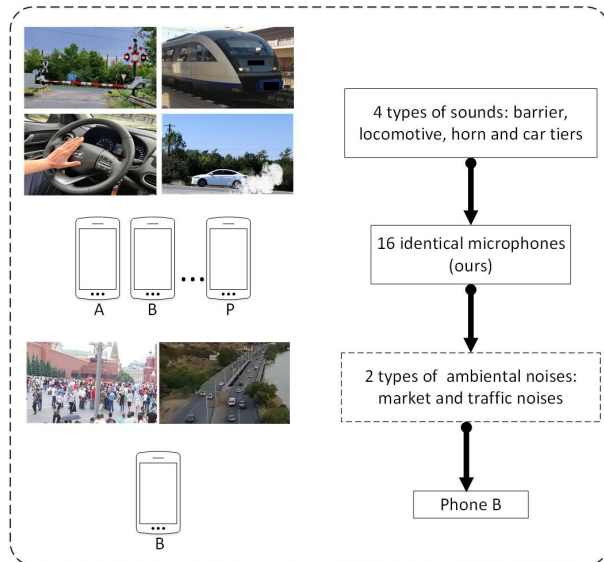 4 types of sounds: barrier,
locomotive, horn and car tiers
16 identical microphones
(ours)
A B ••• P
2 types of ambiental noises:
market and traffic noises
Phone B
B